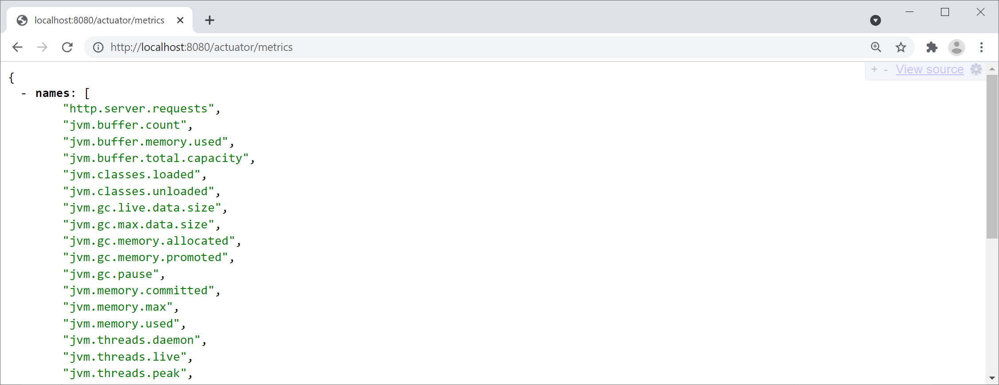 localhost:8080/actuator/metrics
http://localhost:8080/actuator/metrics
+ - View source
{
- names: [
"http.server.requests",
"jvm.buffer.count",
"jvm.buffer.memory.used",
"jvm.buffer.total.capacity",
"jvm.classes.loaded",
"jvm.classes.unloaded",
"jvm.gc.live.data.size",
"jvm.gc.max.data.size",
"jvm.gc.memory.allocated",
"jvm.gc.memory.promoted",
"jvm.gc.pause",
"jvm.memory.committed",
"jvm.memory.max",
"jvm.memory.used",
"jvm.threads.daemon",
"jvm.threads.live",
"jvm.threads.peak",